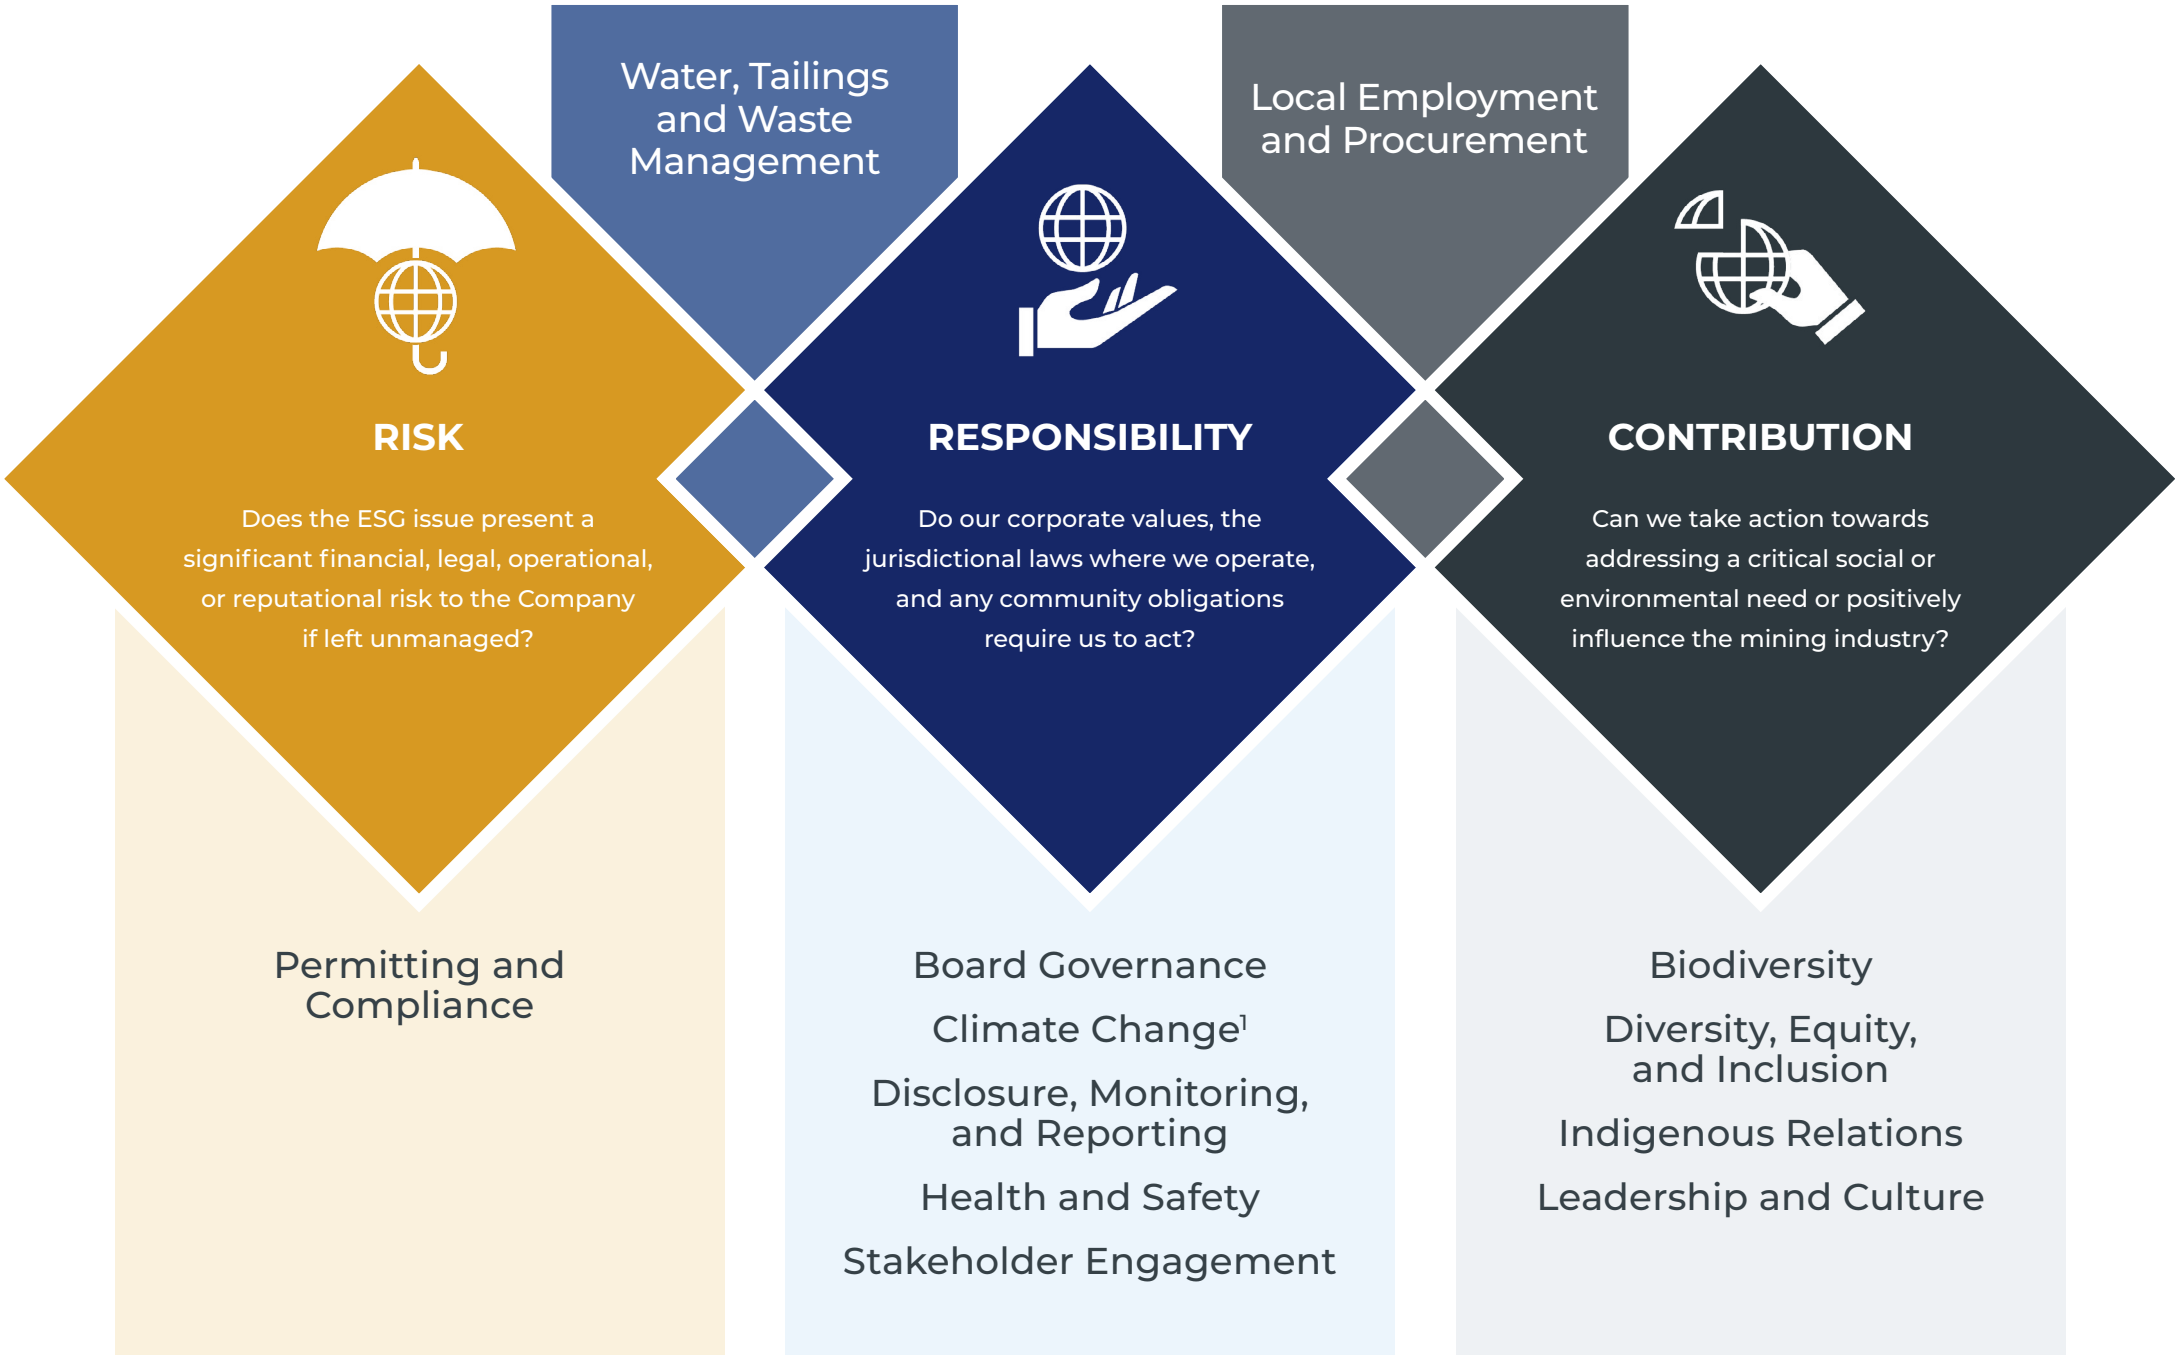 Water, Tailings
and Waste
Management
Local Employment
and Procurement
RISK
Does the ESG issue present a
significant financial, legal, operational,
or reputational risk to the Company
if left unmanaged?
RESPONSIBILITY
Do our corporate values, the
jurisdictional laws where we operate,
and any community obligations
require us to act?
CONTRIBUTION
Can we take action towards
addressing a critical social or
environmental need or positively
influence the mining industry?
Permitting and
Compliance
Board Governance
Climate Change¹
Disclosure, Monitoring,
and Reporting
Health and Safety
Stakeholder Engagement
Biodiversity
Diversity, Equity,
and Inclusion
Indigenous Relations
Leadership and Culture